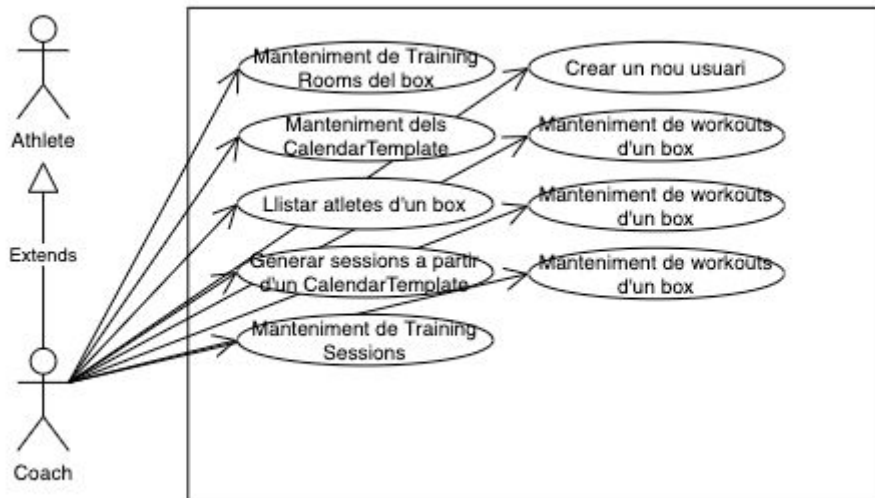 Athlete
Extends
Coach
Manteniment de Training
Rooms del box
Manteniment dels
CalendarTemplate
Llistar atletes d'un box
Generar sessions a partir
d'un CalendarTemplate
Manteniment de Training
Sessions
Crear un nou usuari
Manteniment de workouts
d'un box
Manteniment de workouts
d'un box
Manteniment de workouts
d'un box